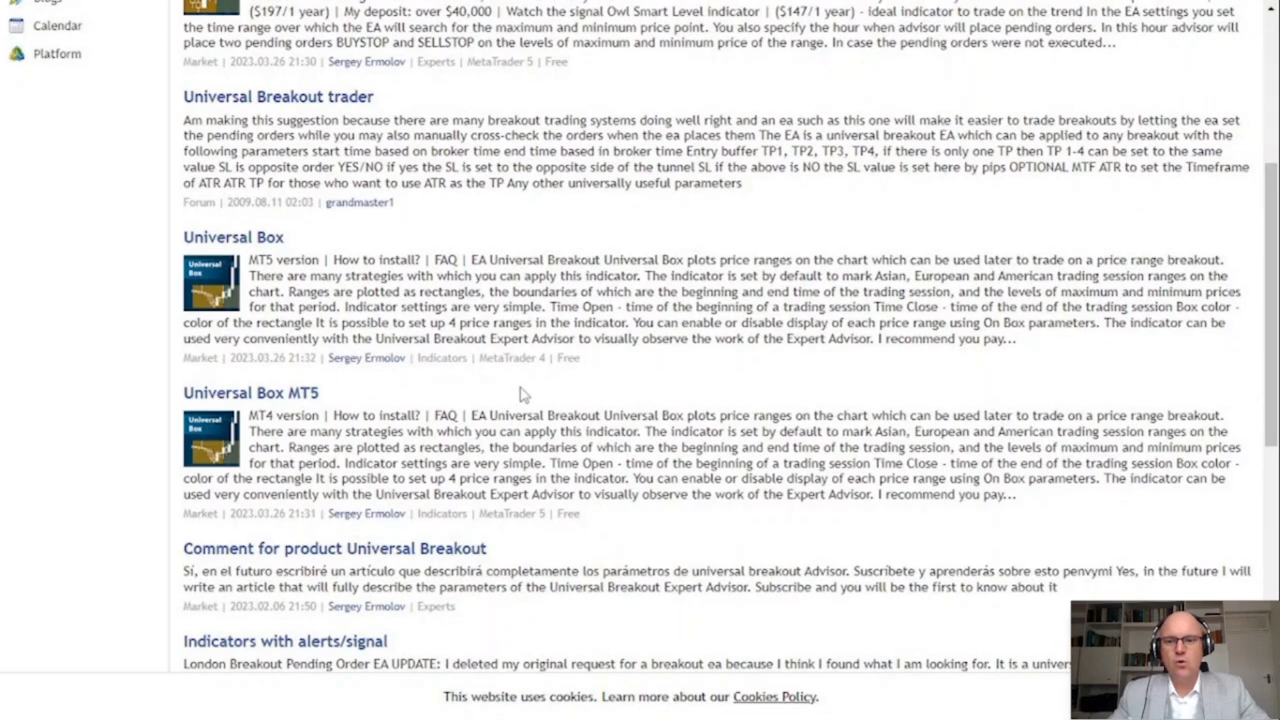 ($197/1 year) | My deposit: over $40,000 | Watch the signal Owl Smart Level indicator | ($147/1 year) - ideal indicator to trade on the trend In the EA settings you set
Calendar
the time range over which the EA will search for the maximum and minimum price point. You also specify the hour when advisor will place pending orders. In this hour advisor will
place two pending orders BUYSTOP and SELLSTOP on the levels of maximum and minimum price of the range. In case the pending orders were not executed...
Platform
Market | 2023.03.26 21:30 | Sergey Ermolov | Experts | MetaTrader 5 | Free
Universal Breakout trader
Am making this suggestion because there are many breakout trading systems doing well right and an ea such as this one will make it easier to trade breakouts by letting the ea set
the pending orders while you may also manually cross-check the orders when the ea places them The EA is a universal breakout EA which can be applied to any breakout with the
following parameters start time based on broker time end time based in broker time Entry buffer TP1, TP2, TP3, TP4, if there is only one TP then TP 1-4 can be set to the same
value SL is opposite order YES/NO if yes the SL is set to the opposite side of the tunnel SL if the above is NO the SL value is set here by pips OPTIONAL MTF ATR to set the Timeframe
of ATR ATR TP for those who want to use ATR as the TP Any other universally useful parameters
Forum | 2009.08.11 02:03 | grandmaster1
Universal Box
Universal
Box
MT5 version | How to install? | FAQ | EA Universal Breakout Universal Box plots price ranges on the chart which can be used later to trade on a price range breakout.
There are many strategies with which you can apply this indicator. The indicator is set by default to mark Asian, European and American trading session ranges on the
chart. Ranges are plotted as rectangles, the boundaries of which are the beginning and end time of the trading session, and the levels of maximum and minimum prices
for that period. Indicator settings are very simple. Time Open - time of the beginning of a trading session Time Close - time of the end of the trading session Box color -
color of the rectangle It is possible to set up 4 price ranges in the indicator. You can enable or disable display of each price range using On Box parameters. The indicator can be
used very conveniently with the Universal Breakout Expert Advisor to visually observe the work of the Expert Advisor. I recommend you pay...
Market | 2023.03.26 21:32 | Sergey Ermolov | Indicators | MetaTrader 4 | Free
Universal Box MT5
Universal
Box
MT4 version | How to install? | FAQ | EA Universal Breakout Universal Box plots price ranges on the chart which can be used later to trade on a price range breakout.
There are many strategies with which you can apply this indicator. The indicator is set by default to mark Asian, European and American trading session ranges on the
chart. Ranges are plotted as rectangles, the boundaries of which are the beginning and end time of the trading session, and the levels of maximum and minimum prices
for that period. Indicator settings are very simple. Time Open - time of the beginning of a trading session Time Close - time of the end of the trading session Box color -
color of the rectangle It is possible to set up 4 price ranges in the indicator. You can enable or disable display of each price range using On Box parameters. The indicator can be
used very conveniently with the Universal Breakout Expert Advisor to visually observe the work of the Expert Advisor. I recommend you pay...
Market | 2023.03.26 21:31 | Sergey Ermolov | Indicators | MetaTrader 5 | Free
Comment for product Universal Breakout
Sí, en el futuro escribiré un artículo que describirá completamente los parámetros de universal breakout Advisor. Suscríbete y aprenderás sobre esto penvymi Yes, in the future I will
write an article that will fully describe the parameters of the Universal Breakout Expert Advisor. Subscribe and you will be the first to know about it
Market | 2023.02.06 21:50 | Sergey Ermolov | Experts
Indicators with alerts/signal
London Breakout Pending Order EA UPDATE: I deleted my original request for a breakout ea because I think I found what I am looking for. It is a
This website uses cookies. Learn more about our Cookies Policy.